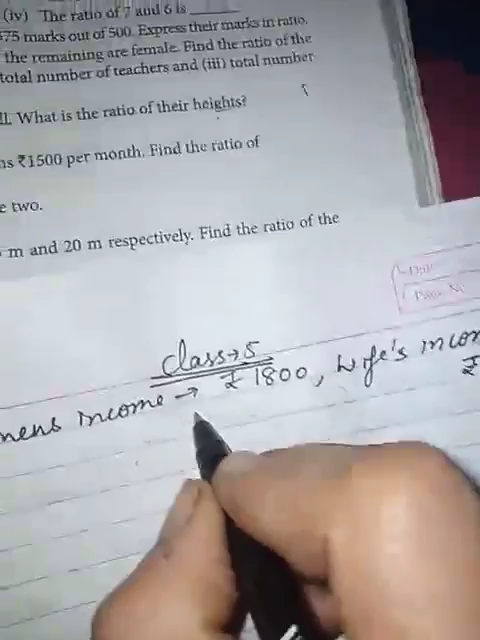 (iv) The ratio of 7 and 6 is
375 marks out of 500. Express their marks in ratio.
the remaining are female. Find the ratio of the
total number of teachers and (iii) total number
ll. What is the ratio of their heights?
ns ₹1500 per month. Find the ratio of
e two.
m and 20 m respectively. Find the ratio of the
Page No
class→5
mens income → ₹1800, wife's incom
₹